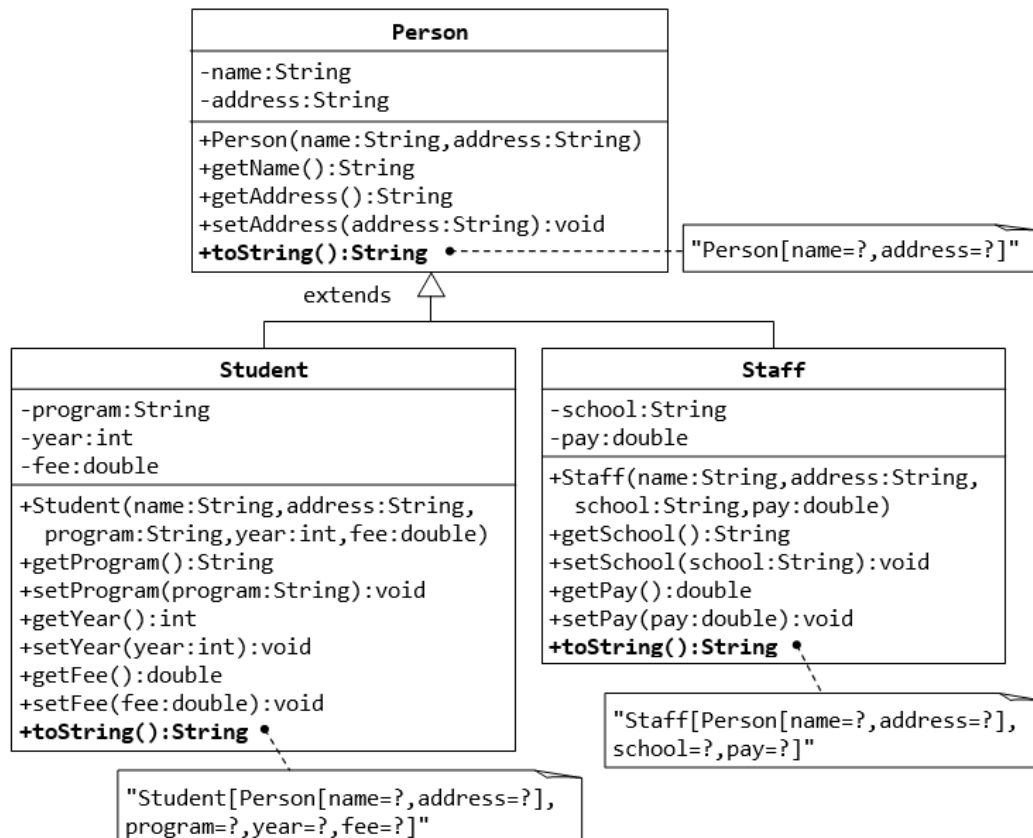 Person
-name:String
-address:String
+Person(name:String,address:String)
+getName():String
+getAddress():String
+setAddress(address:String):void
+toString():String
"Person[name=?,address=?]"
extends
Student
-program:String
-year:int
-fee:double
+Student(name:String,address:String,
program:String,year:int,fee:double)
+getProgram():String
+setProgram(program:String):void
+getYear():int
+setYear(year:int):void
+getFee():double
+setFee(fee:double):void
+toString():String
"Student[Person[name=?,address=?],
program=?,year=?,fee=?]"
Staff
-school:String
-pay:double
+Staff(name:String,address:String,
school:String,pay:double)
+getSchool():String
+setSchool(school:String):void
+getPay():double
+setPay(pay:double):void
+toString():String
"Staff[Person[name=?,address=?],
school=?,pay=?]"